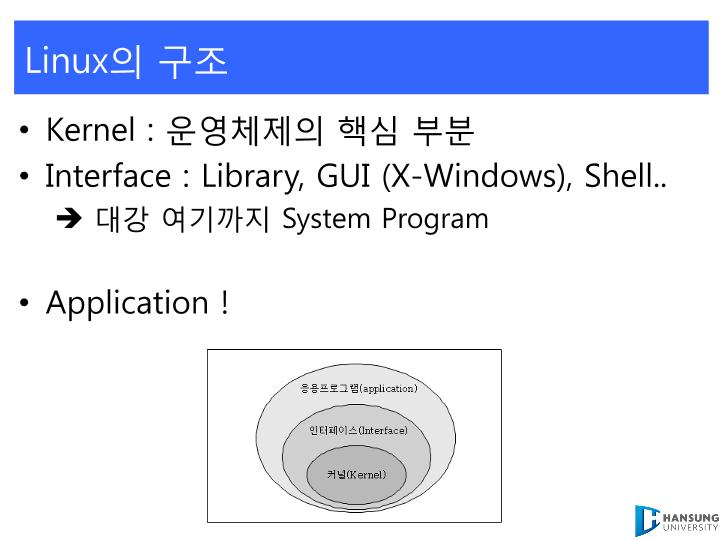 Linux의 구조
• Kernel : 운영체제의 핵심 부분
• Interface : Library, GUI (X-Windows), Shell..
➔ 대강 여기까지 System Program
• Application !
응용프로그램(application)
인터페이스(Interface)
커널(Kernel)
HANSUNG
UNIVERSITY